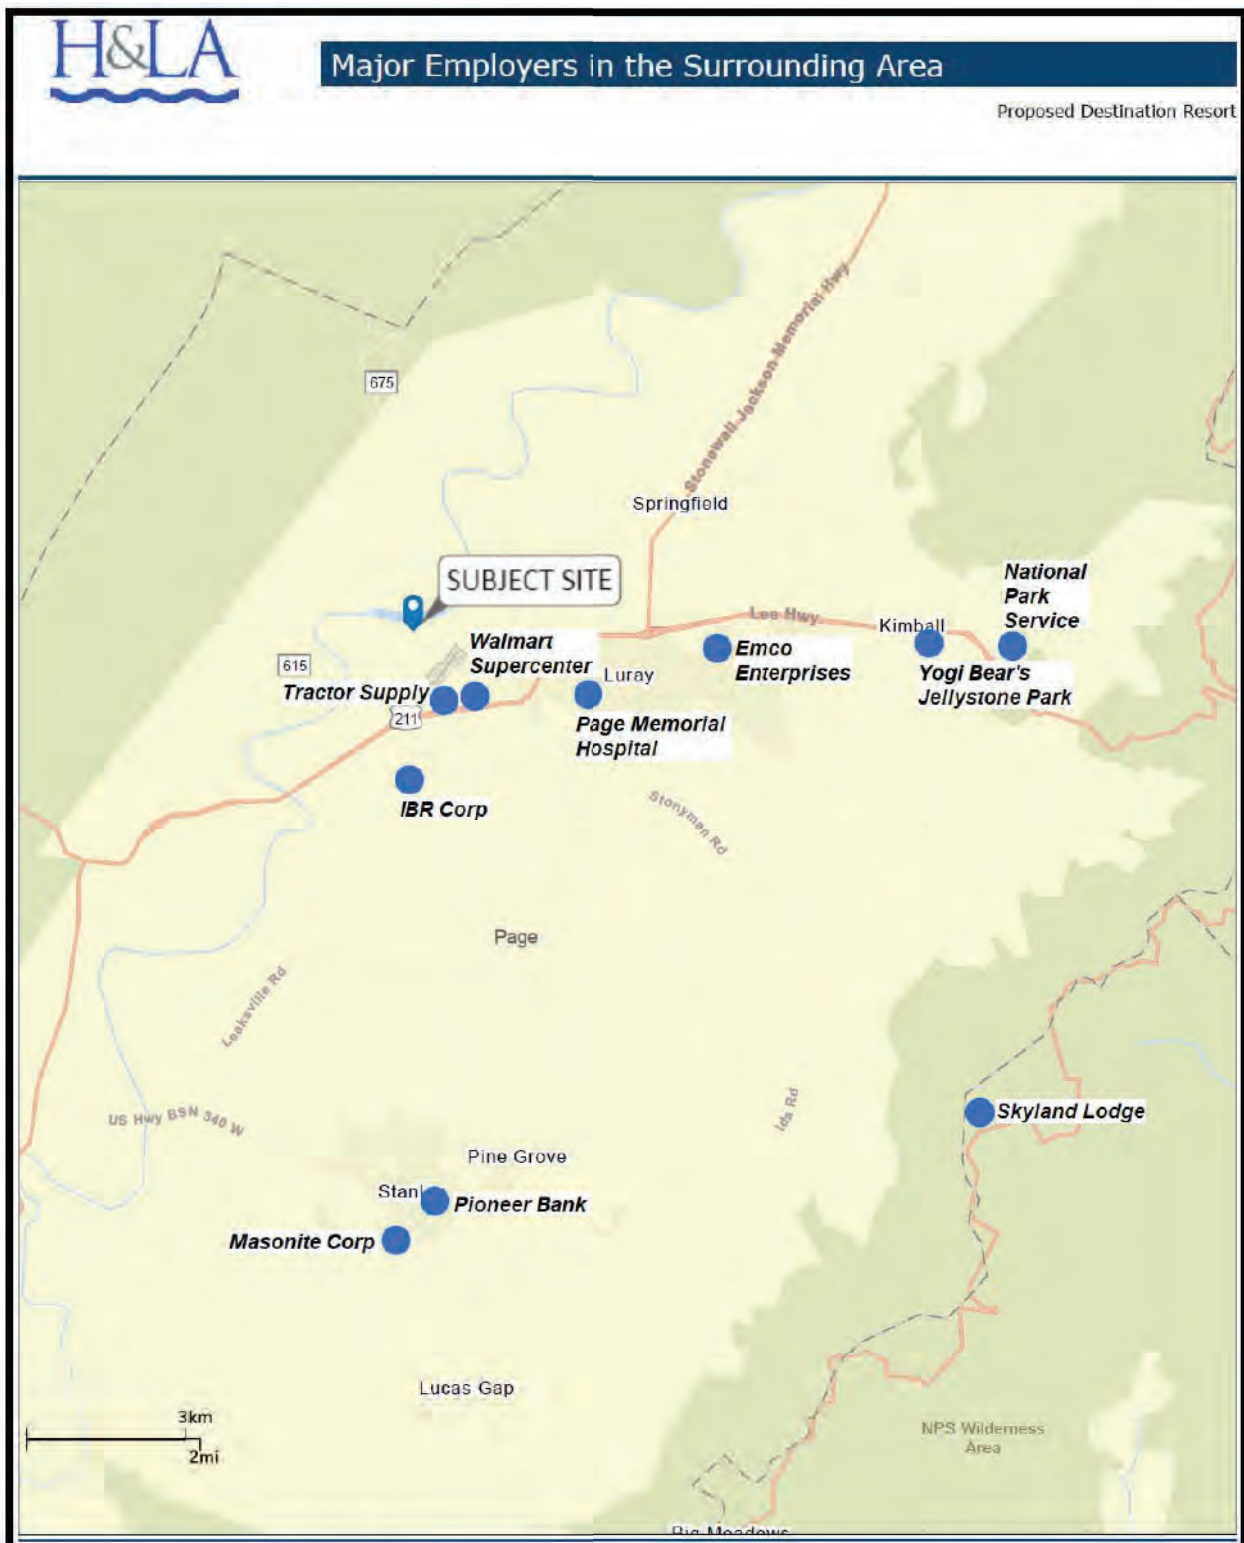 H&LA
Major Employers in the Surrounding Area
Proposed Destination Resort
675
Stonewall Jackson Memorial Hwy
Springfield
SUBJECT SITE
National
Park
Service
Lee Hwy
Kimball
Walmart
Supercenter
Emco
Enterprises
615
Luray
Yogi Bear's
Jellystone Park
Tractor Supply
211
Page Memorial
Hospital
IBR Corp
Stonyman Rd
Page
Leaksville Rd
US Hwy BSN 340 W
Ida Rd
Skyland Lodge
Pine Grove
Stanl
Pioneer Bank
Masonite Corp
Lucas Gap
3km
2mi
NPS Wilderness
Area
Big Meadows